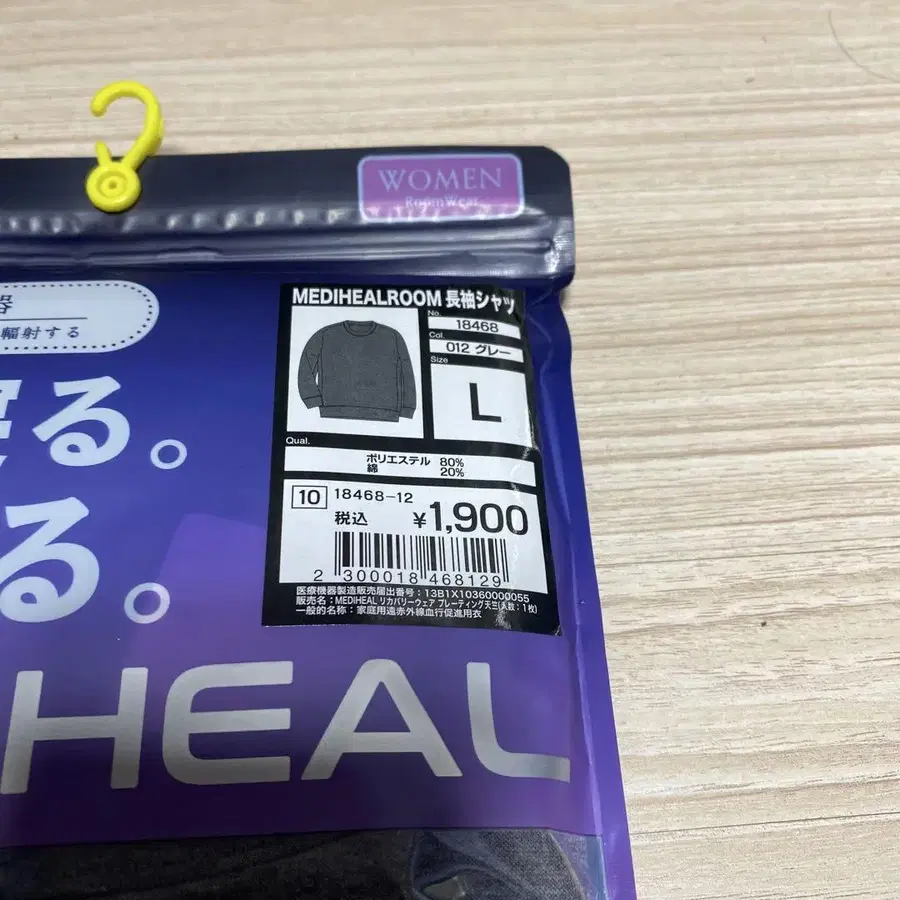 WOMEN
RoomWear
器
輻射する
MEDIHEALROOM 長袖シャツ
No.
18468
Col.
012 グレー
Size
L
Qual.
ポリエステル 80%
綿 20%
10 18468-12
税込 ¥1,900
2 300018 468129
医療機器製造販売届出番号：13B1X10360000055
販売名：MEDIHEAL リカバリーウェア プレーティング天竺(入数：1枚)
一般的名称：家庭用遠赤外線血行促進用衣
る。
る。
HEAL